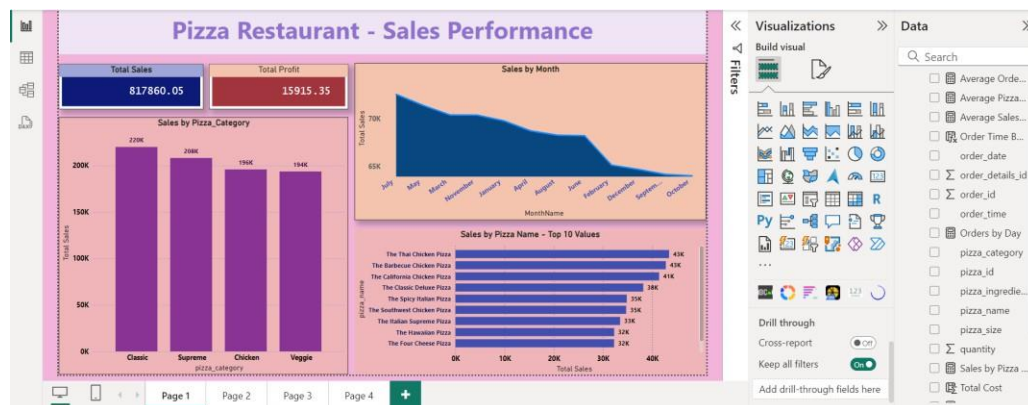 Pizza Restaurant - Sales Performance
Total Sales
817860.05
Total Profit
15915.35
Sales by Pizza_Category
Total Sales
200K
150K
100K
50K
0K
220K
208K
196K
194K
Classic
Supreme
Chicken
Veggie
pizza_category
Sales by Month
Total Sales
70K
65K
July
May
March
November
January
April
August
June
February
December
Septem...
October
MonthName
Sales by Pizza Name - Top 10 Values
pizza_name
The Thai Chicken Pizza 43K
The Barbecue Chicken Pizza 43K
The California Chicken Pizza 41K
The Classic Deluxe Pizza 38K
The Spicy Italian Pizza 35K
The Southwest Chicken Pizza 35K
The Italian Supreme Pizza 33K
The Hawaiian Pizza 32K
The Four Cheese Pizza 32K
0K 10K 20K 30K 40K
Total Sales
Page 1 Page 2 Page 3 Page 4 +
Filters
Visualizations
Build visual
123
R
Py
...
123
Drill through
Cross-report Off
Keep all filters On
Add drill-through fields here
Data
Search
Average Orde...
Average Pizza...
Average Sales...
Order Time B...
order_date
order_details_id
order_id
order_time
Orders by Day
pizza_category
pizza_id
pizza_ingredie...
pizza_name
pizza_size
quantity
Sales by Pizza ...
Total Cost